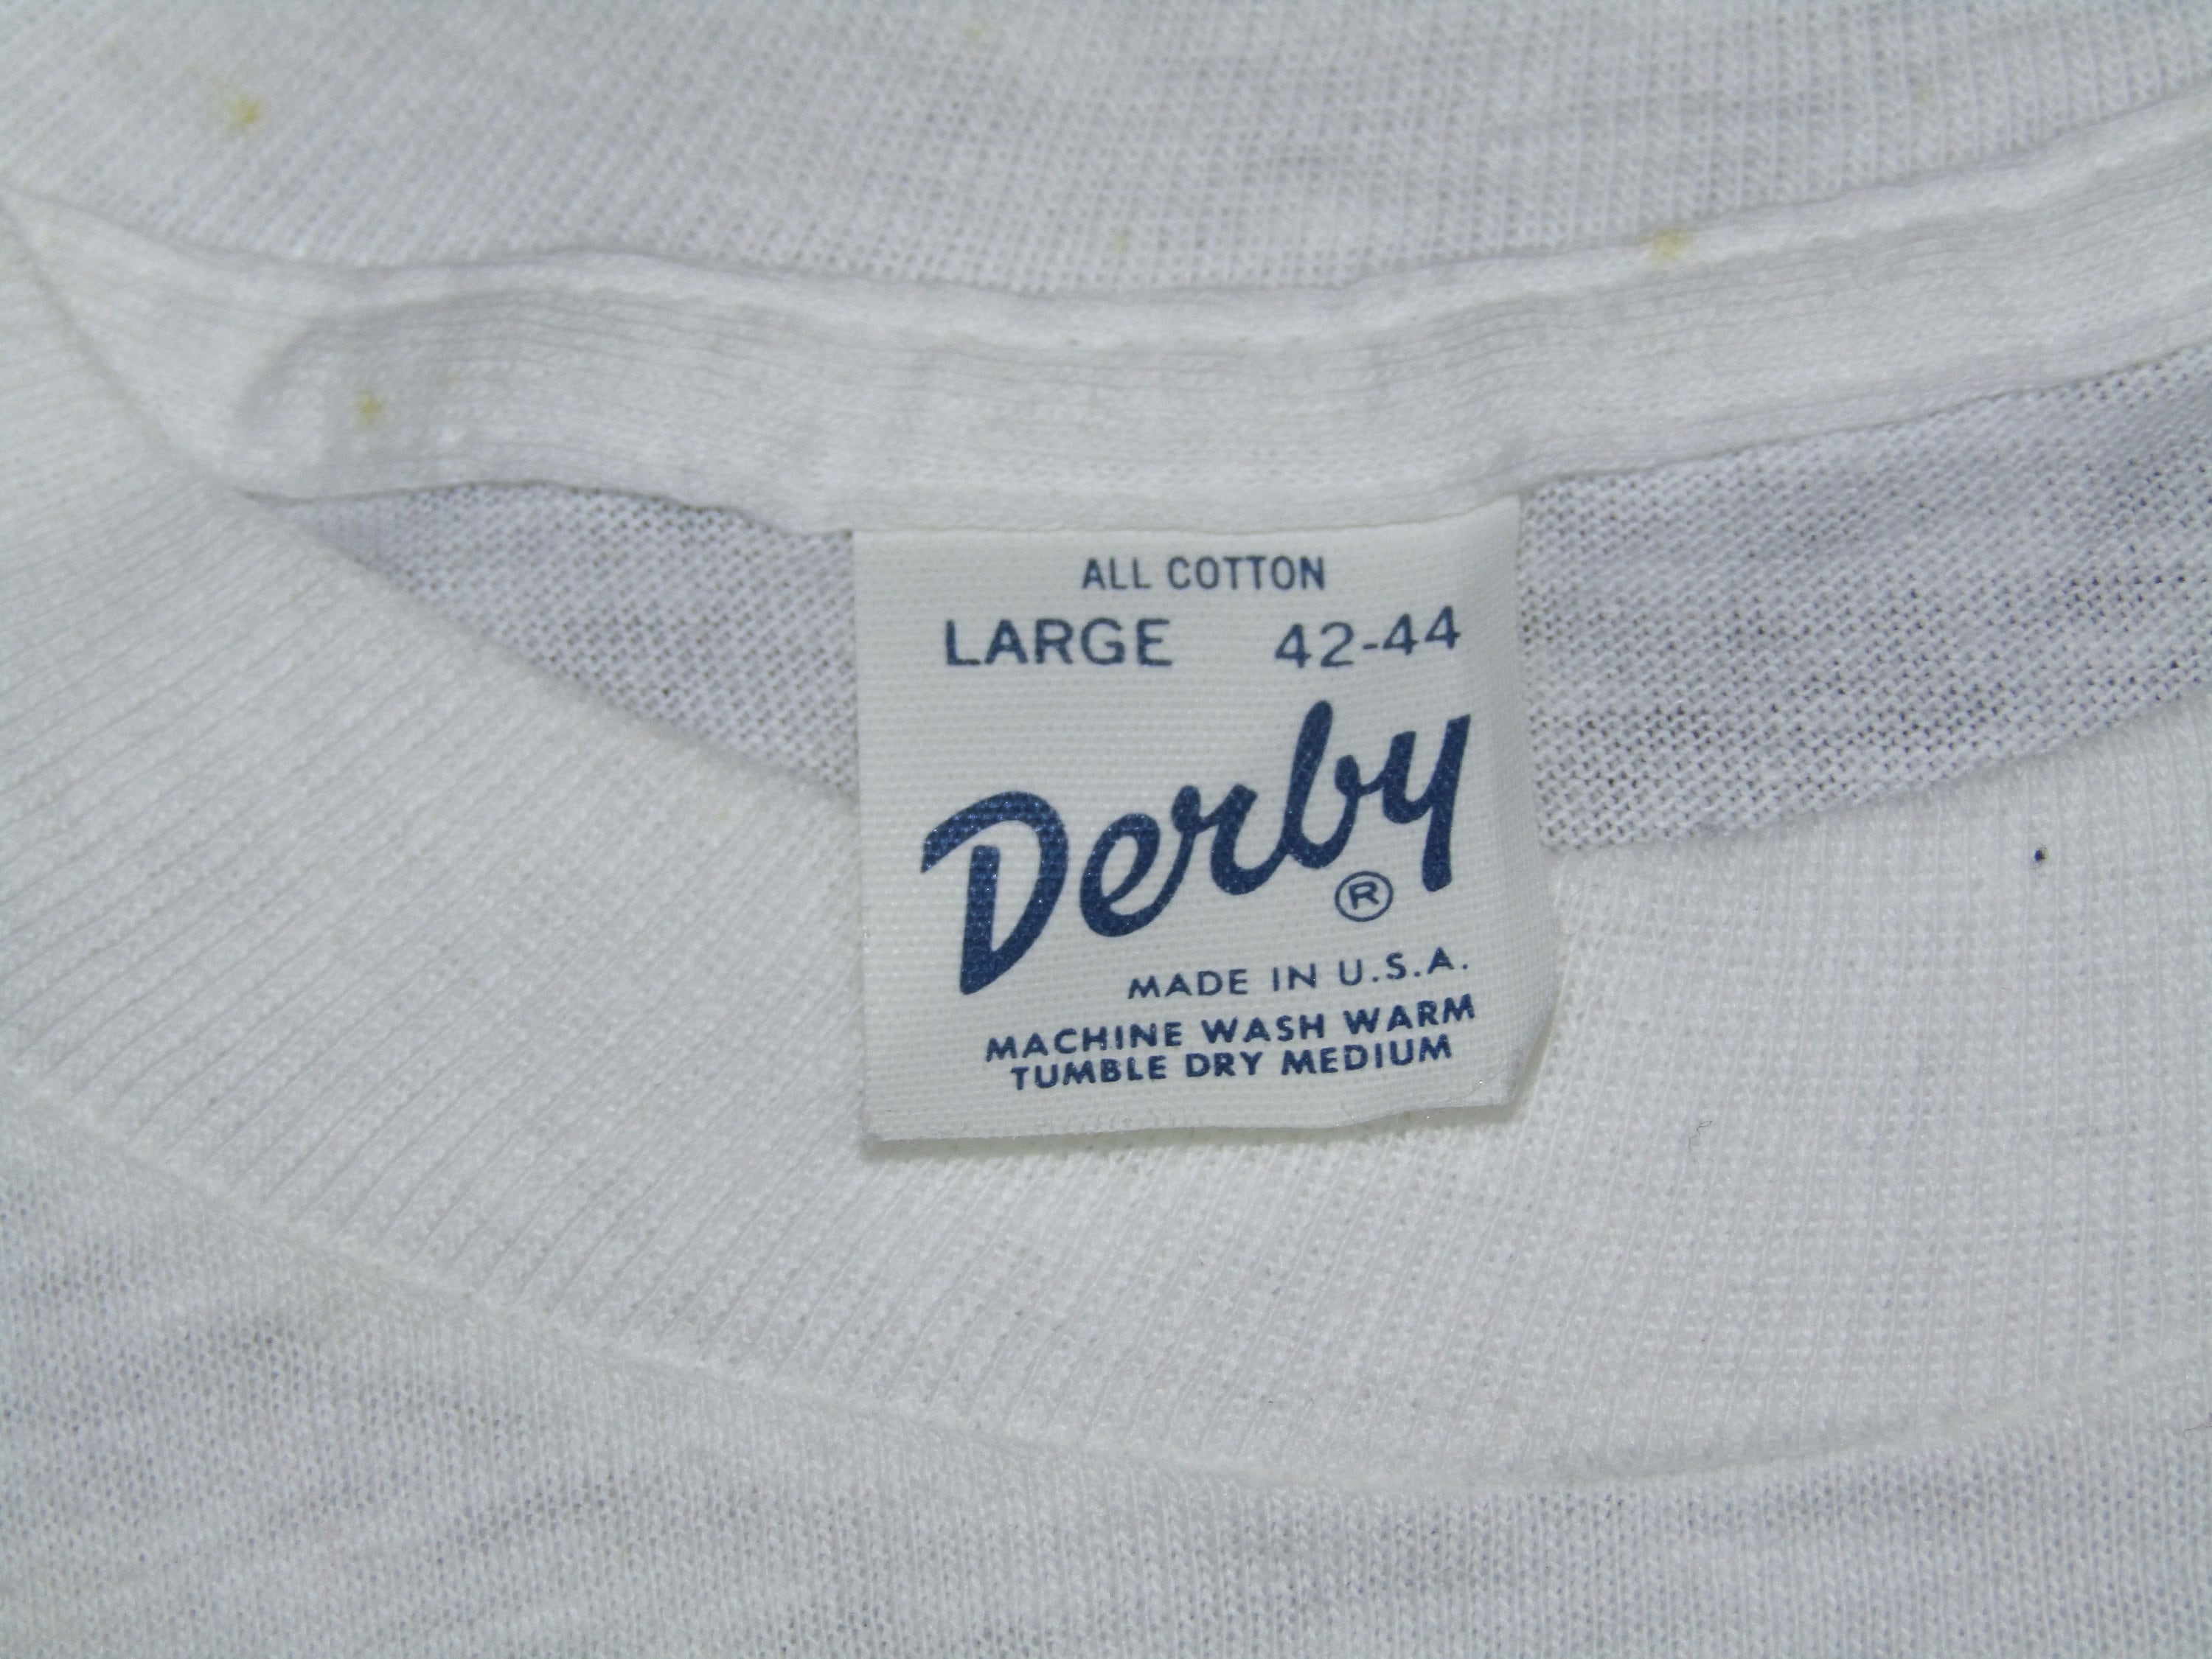 ALL COTTON
LARGE 42-44
Derby
®
MADE IN U.S.A.
MACHINE WASH WARM
TUMBLE DRY MEDIUM